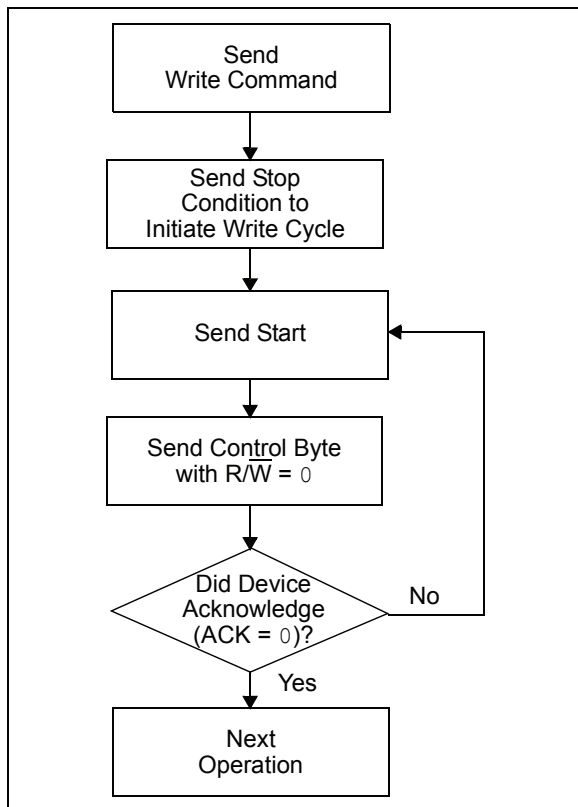 Send
Write Command
Send Stop
Condition to
Initiate Write Cycle
Send Start
Send Control Byte
with R/W̅ = 0
Did Device
Acknowledge
(ACK = 0)?
No
Yes
Next
Operation